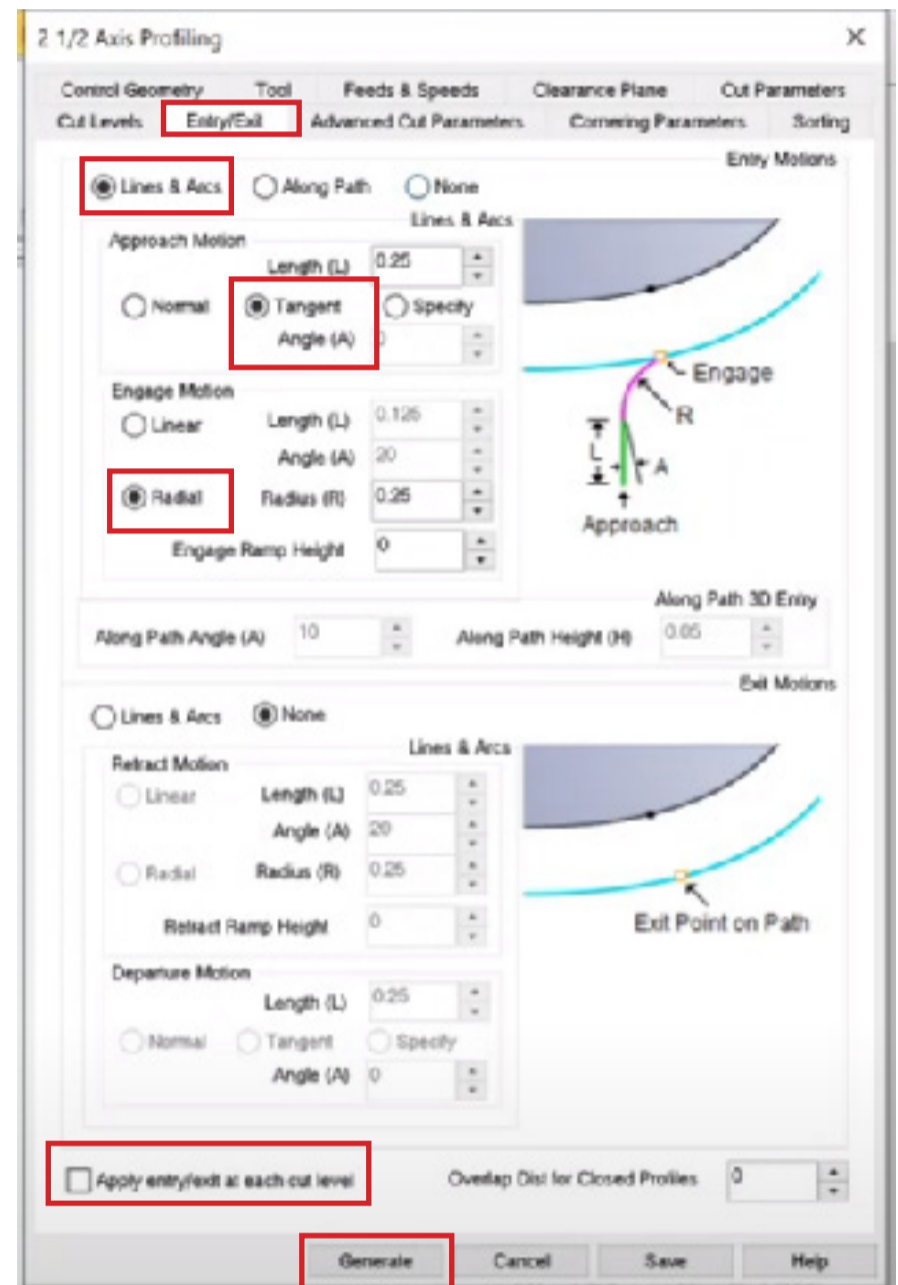 2 1/2 Axis Profiling
Control Geometry Tool Feeds & Speeds Clearance Plane Cut Parameters
Cut Levels Entry/Exit Advanced Cut Parameters Cornering Parameters Sorting
Entry Motions
Lines & Arcs Along Path None
Lines & Arcs
Approach Motion
Length (L) 0.25
Normal Tangent Specify
Angle (A) 0
Engage Motion
Linear Length (L) 0.125
Angle (A) 20
Radial Radius (R) 0.25
Engage Ramp Height 0
Engage
R
L
A
Approach
Along Path 3D Entry
Along Path Angle (A) 10 Along Path Height (H) 0.05
Exit Motions
Lines & Arcs None
Lines & Arcs
Retract Motion
Linear Length (L) 0.25
Angle (A) 20
Radial Radius (R) 0.25
Retract Ramp Height 0
Exit Point on Path
Departure Motion
Length (L) 0.25
Normal Tangent Specify
Angle (A) 0
Apply entry/exit at each cut level Overlap Dist for Closed Profiles 0
Generate Cancel Save Help